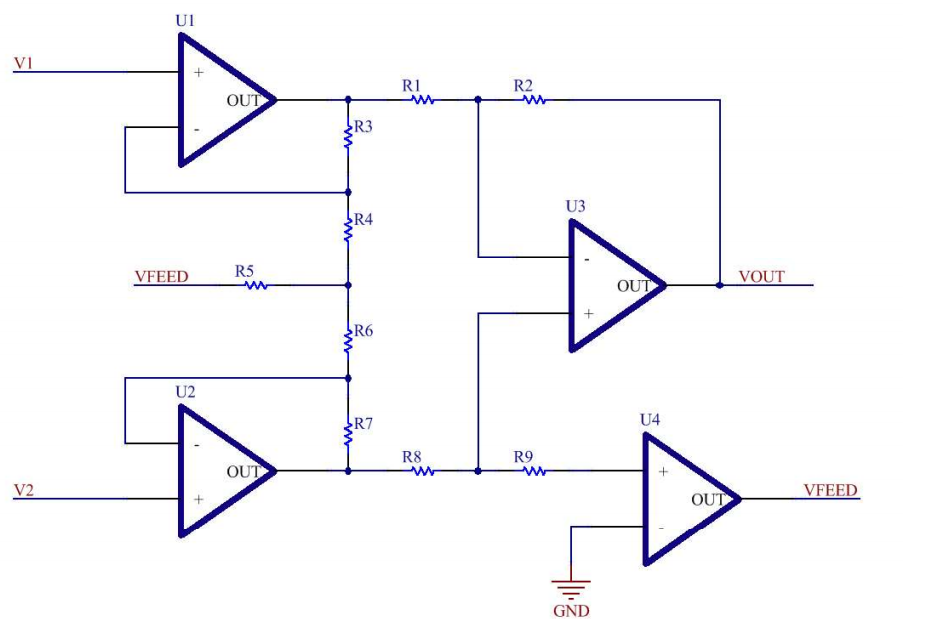 U1
V1
+
OUT
-
R1
R2
R3
R4
U3
-
VFEED
R5
OUT
VOUT
+
R6
U2
R7
U4
-
OUT
R8
R9
+
V2
+
OUT
VFEED
-
GND